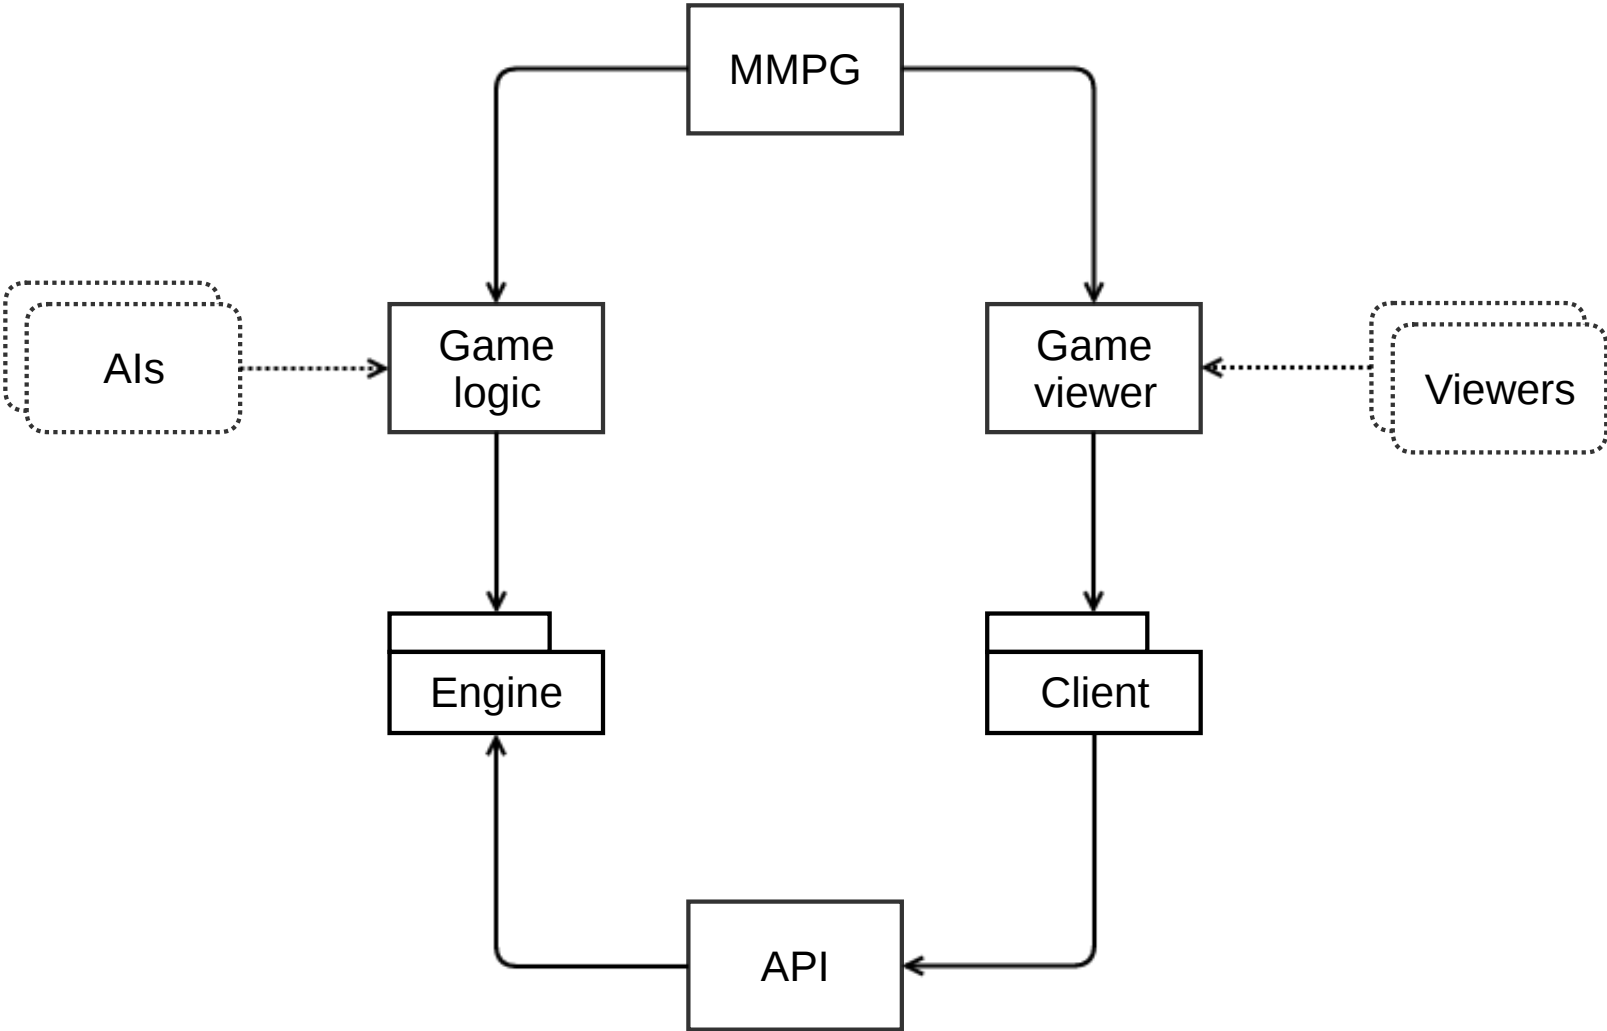 MMPG
AIs
Game
logic
Game
viewer
Viewers
Engine
Client
API